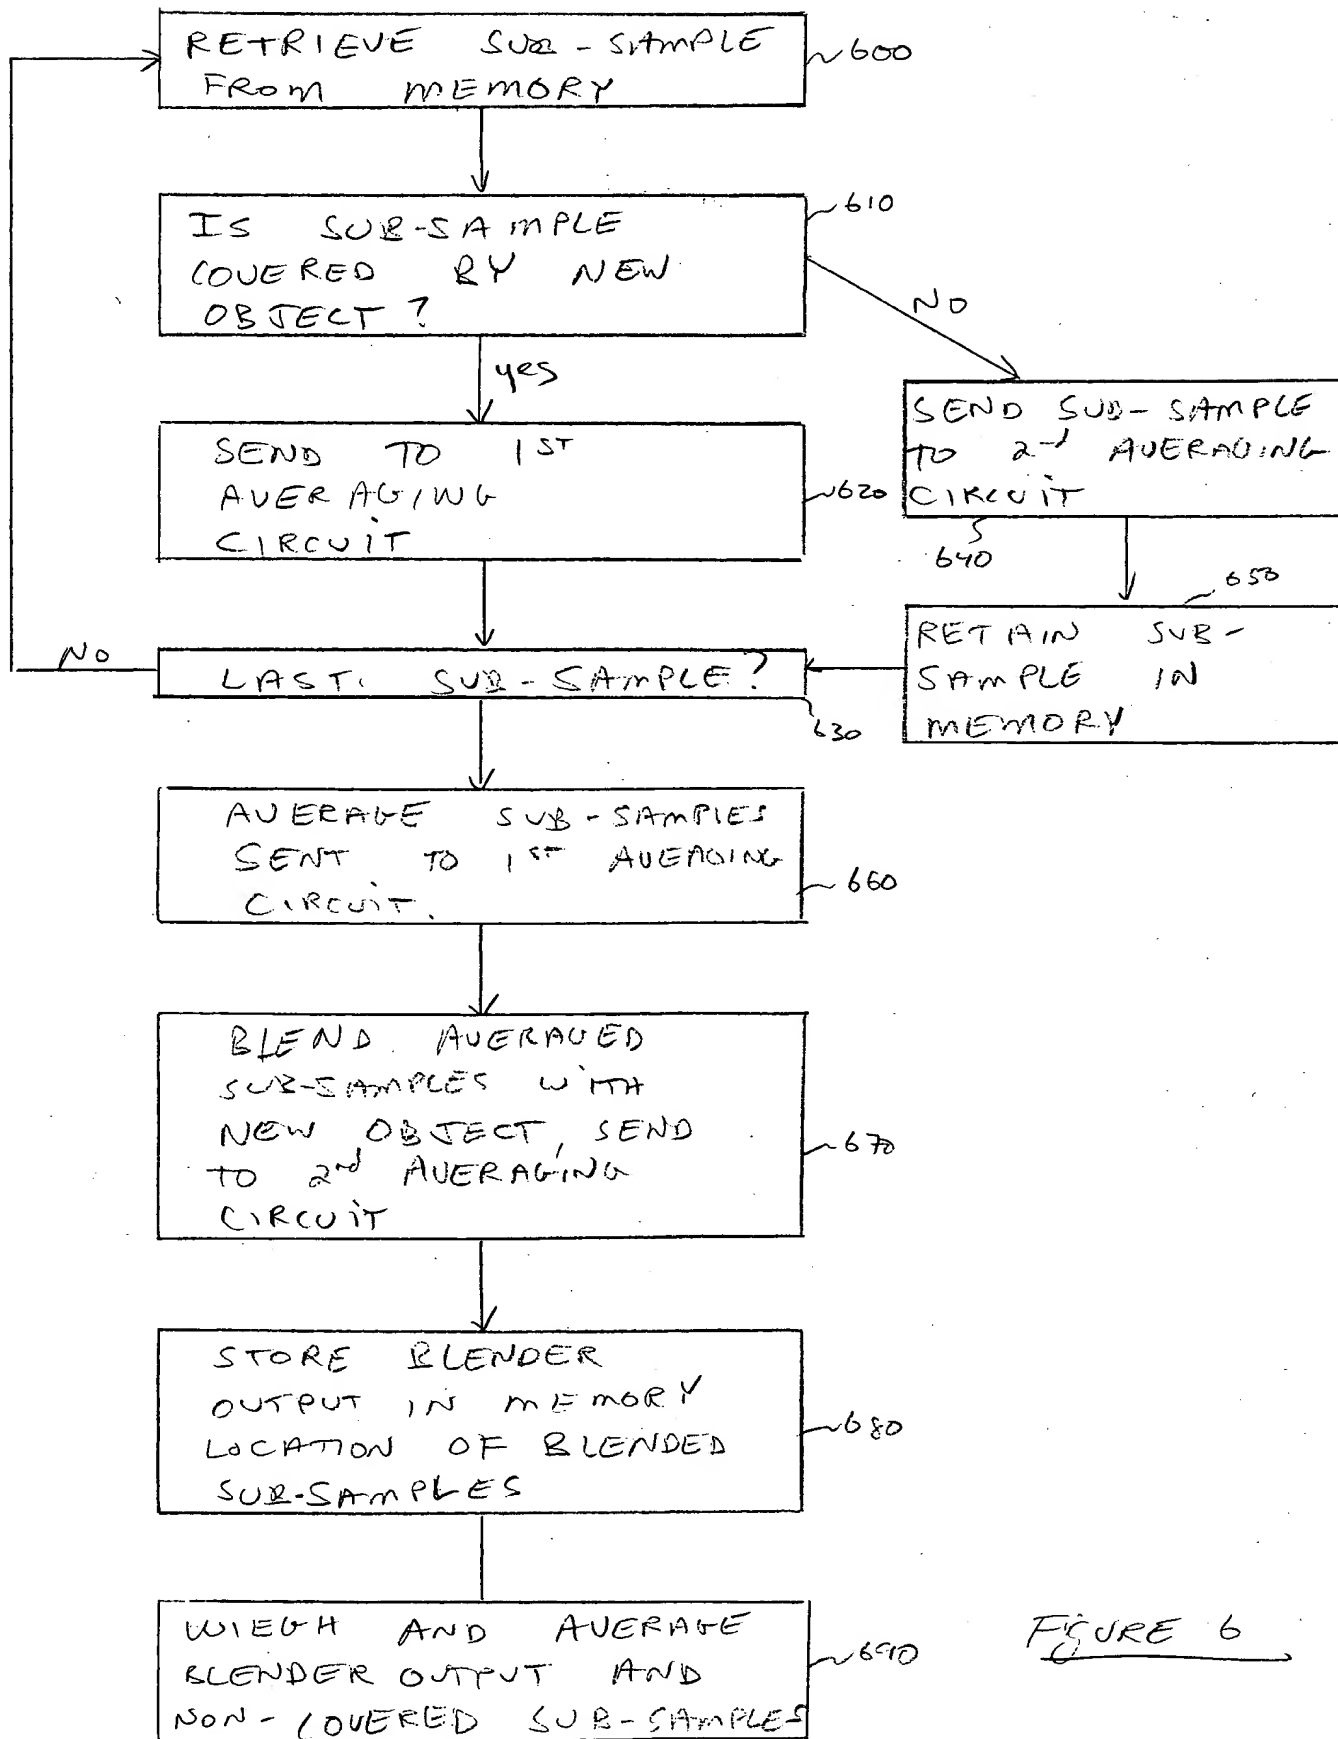 RETRIEVE SUB-SAMPLE
FROM MEMORY
600
IS SUB-SAMPLE
COVERED BY NEW
OBJECT?
610
NO
yes
SEND TO 1ST
AVERAGING
CIRCUIT
620
SEND SUB-SAMPLE
TO 2nd AVERAGING
CIRCUIT
640
650
RETAIN SUB-
SAMPLE IN
MEMORY
NO
LAST SUB-SAMPLE?
630
AVERAGE SUB-SAMPLES
SENT TO 1ST AVEAGING
CIRCUIT.
660
BLEND AVERAGED
SUB-SAMPLES WITH
NEW OBJECT, SEND
TO 2nd AVERAGING
CIRCUIT
670
STORE BLENDER
OUTPUT IN MEMORY
LOCATION OF BLENDED
SUB-SAMPLES
680
WIEGH AND AVERAGE
BLENDER OUTPUT AND
NON-COVERED SUB-SAMPLES
690
FIGURE 6